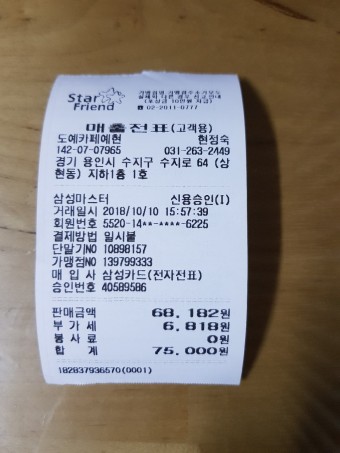 Star
Friend
☎ 02-2011-0777
매출전표(고객용)
도예카페예현 현정숙
142-07-07965 031-263-2449
경기 용인시 수지구 수지로 64 (상
현동) 지하1층 1호
삼성마스터 신용승인(I)
거래일시 2018/10/10 15:57:39
회원번호 5520-14**-****-6225
결제방법 일시불
단말기NO 10898157
가맹점NO 139799333
매 입 사 삼성카드(전자전표)
승인번호 40589586
판매금액 68,182원
부 가 세 6,818원
봉 사 료 0원
합 계 75,000원
182837936570(0001)